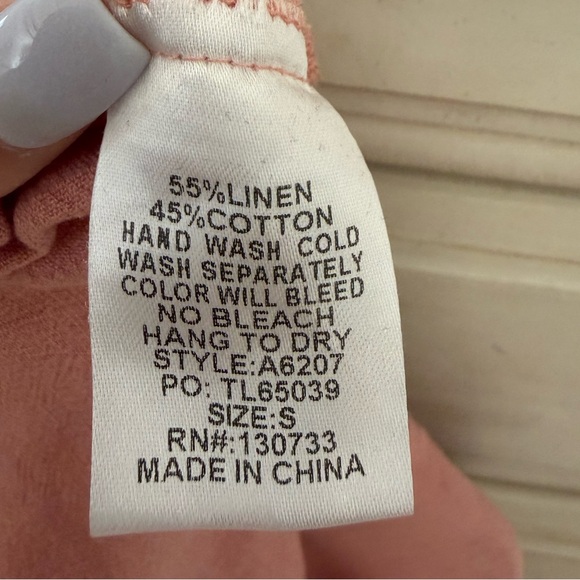 55%LINEN
45%COTTON
HAND WASH COLD
WASH SEPARATELY
COLOR WILL BLEED
NO BLEACH
HANG TO DRY
STYLE:A6207
PO: TL65039
SIZE:S
RN#:130733
MADE IN CHINA